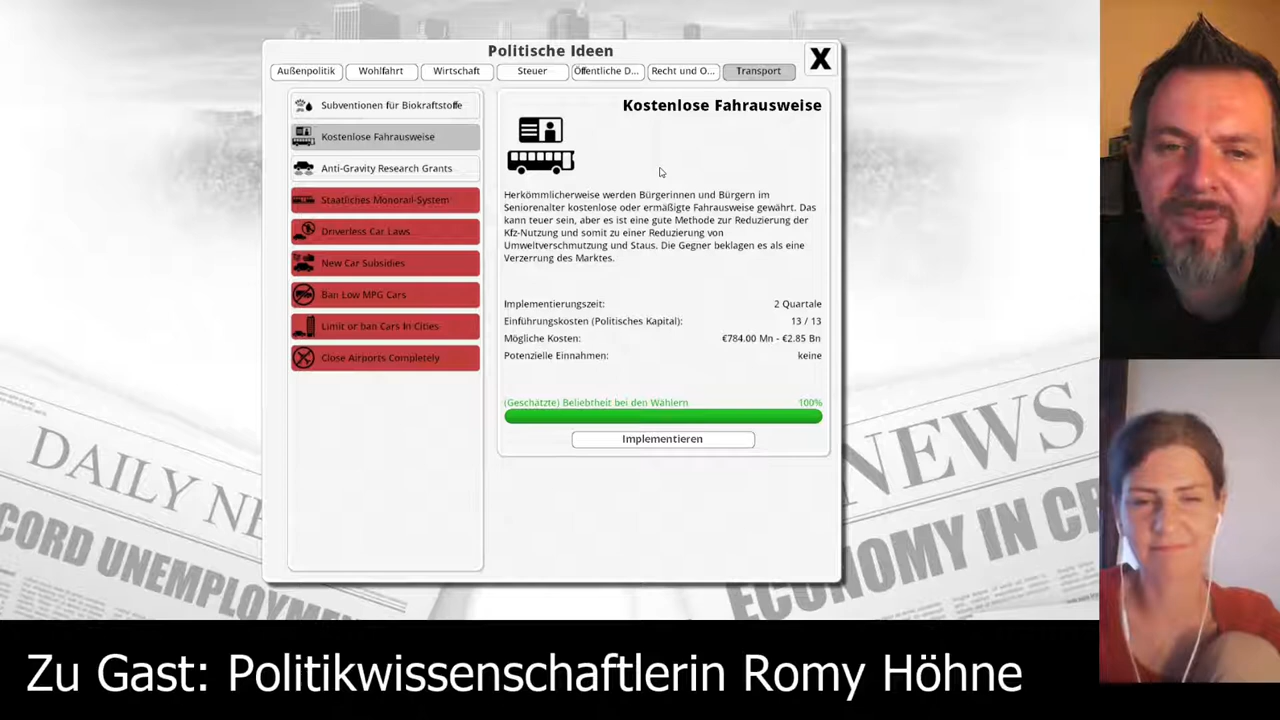 Politische Ideen
X
Außenpolitik
Wohlfahrt
Wirtschaft
Steuer
Öffentliche D...
Recht und O...
Transport
Subventionen für Biokraftstoffe
Kostenlose Fahrausweise
Anti-Gravity Research Grants
Staatliches Monorail-System
Driverless Car Laws
New Car Subsidies
Ban Low MPG Cars
Limit or ban Cars In Cities
Close Airports Completely
Kostenlose Fahrausweise
Herkömmlicherweise werden Bürgerinnen und Bürgern im
Seniorenalter kostenlose oder ermäßigte Fahrausweise gewährt. Das
kann teuer sein, aber es ist eine gute Methode zur Reduzierung der
Kfz-Nutzung und somit zu einer Reduzierung von
Umweltverschmutzung und Staus. Die Gegner beklagen es als eine
Verzerrung des Marktes.
Implementierungszeit: 2 Quartale
Einführungskosten (Politisches Kapital): 13 / 13
Mögliche Kosten: €784.00 Mn - €2.85 Bn
Potenzielle Einnahmen: keine
(Geschätzte) Beliebtheit bei den Wählern 100%
Implementieren
DAILY NE
CORD UNEMPLOYME
NEWS
ECONOMY IN CR
Zu Gast: Politikwissenschaftlerin Romy Höhne